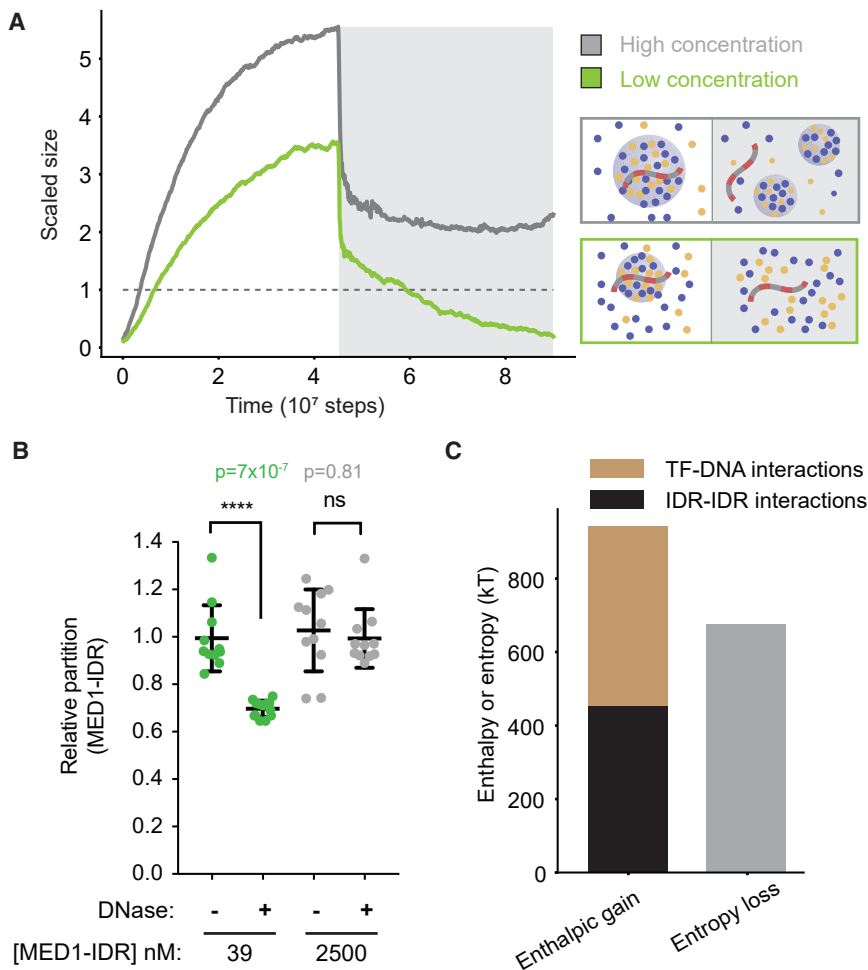 A
Scaled size
5
4
3
2
1
0
0 2 4 6 8
Time (10⁷ steps)
High concentration
Low concentration
B
p=7x10⁻⁷ p=0.81
**** ns
Relative partition
(MED1-IDR)
1.4
1.2
1.0
0.8
0.6
0.4
0.2
0.0
DNase: - + - +
[MED1-IDR] nM: 39 2500
C
TF-DNA interactions
IDR-IDR interactions
Enthalpy or entropy (kT)
800
600
400
200
0
Enthalpic gain
Entropy loss